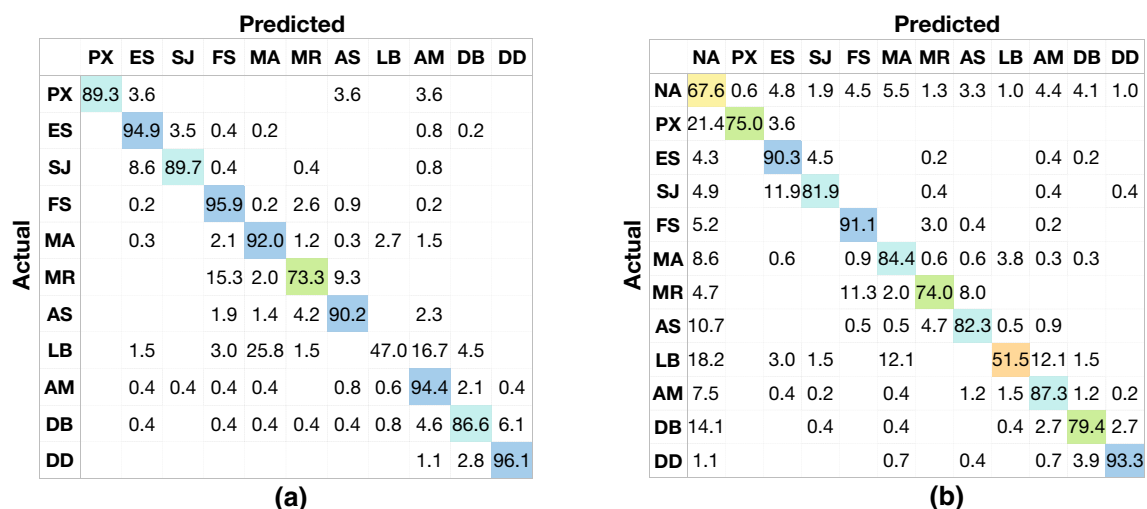 Predicted
PX ES SJ FS MA MR AS LB AM DB DD
Actual
PX 89.3 3.6 3.6 3.6
ES 94.9 3.5 0.4 0.2 0.8 0.2
SJ 8.6 89.7 0.4 0.4 0.8
FS 0.2 95.9 0.2 2.6 0.9 0.2
MA 0.3 2.1 92.0 1.2 0.3 2.7 1.5
MR 15.3 2.0 73.3 9.3
AS 1.9 1.4 4.2 90.2 2.3
LB 1.5 3.0 25.8 1.5 47.0 16.7 4.5
AM 0.4 0.4 0.4 0.4 0.8 0.6 94.4 2.1 0.4
DB 0.4 0.4 0.4 0.4 0.4 0.8 4.6 86.6 6.1
DD 1.1 2.8 96.1
(a)
Predicted
NA PX ES SJ FS MA MR AS LB AM DB DD
Actual
NA 67.6 0.6 4.8 1.9 4.5 5.5 1.3 3.3 1.0 4.4 4.1 1.0
PX 21.4 75.0 3.6
ES 4.3 90.3 4.5 0.2 0.4 0.2
SJ 4.9 11.9 81.9 0.4 0.4 0.4
FS 5.2 91.1 3.0 0.4 0.2
MA 8.6 0.6 0.9 84.4 0.6 0.6 3.8 0.3 0.3
MR 4.7 11.3 2.0 74.0 8.0
AS 10.7 0.5 0.5 4.7 82.3 0.5 0.9
LB 18.2 3.0 1.5 12.1 51.5 12.1 1.5
AM 7.5 0.4 0.2 0.4 1.2 1.5 87.3 1.2 0.2
DB 14.1 0.4 0.4 0.4 2.7 79.4 2.7
DD 1.1 0.7 0.4 0.7 3.9 93.3
(b)